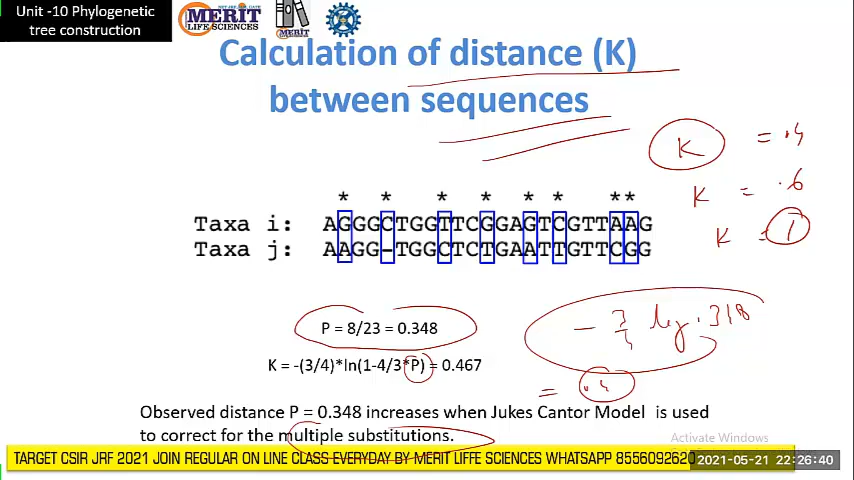 Unit -10 Phylogenetic
tree construction
MERIT
LIFE SCIENCES
MERIT
Calculation of distance (K)
between sequences
K = .4
K = .6
K = 1
* * * * * * **
Taxa i: AGGGCTGGTTCGGAGTCGTTAAG
Taxa j: AAGG-TGGCTCTGAATTGTTCGG
P = 8/23 = 0.348
K = -(3/4)*ln(1-4/3*P) = 0.467
= .4
Observed distance P = 0.348 increases when Jukes Cantor Model is used
to correct for the multiple substitutions.
Activate Windows
TARGET CSIR JRF 2021 JOIN REGULAR ON LINE CLASS EVERYDAY BY MERIT LIFFE SCIENCES WHATSAPP 8556092620
2021-05-21 22:26:40